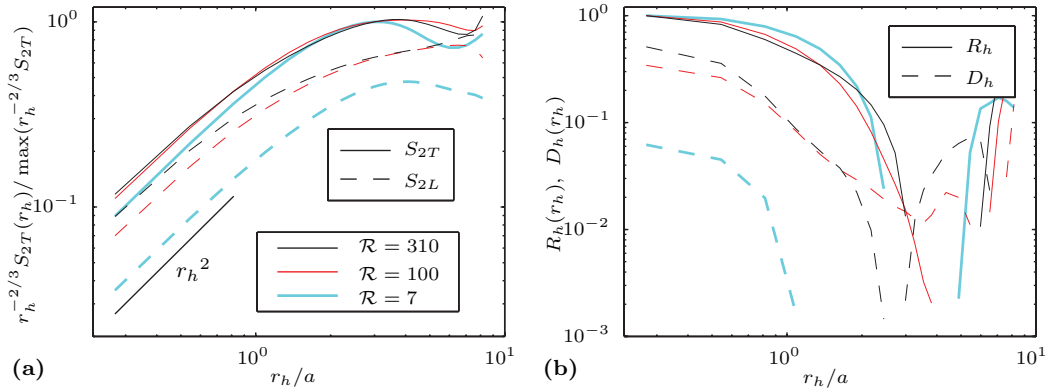 r_h^{-2/3} S_{2T}(r_h)/ max(r_h^{-2/3} S_{2T})
10^0
10^{-1}
S_{2T}
S_{2L}
r_h^2
ℛ = 310
ℛ = 100
ℛ = 7
10^0
10^1
r_h/a
(a)
R_h(r_h), D_h(r_h)
10^0
10^{-1}
10^{-2}
10^{-3}
R_h
D_h
10^0
10^1
r_h/a
(b)